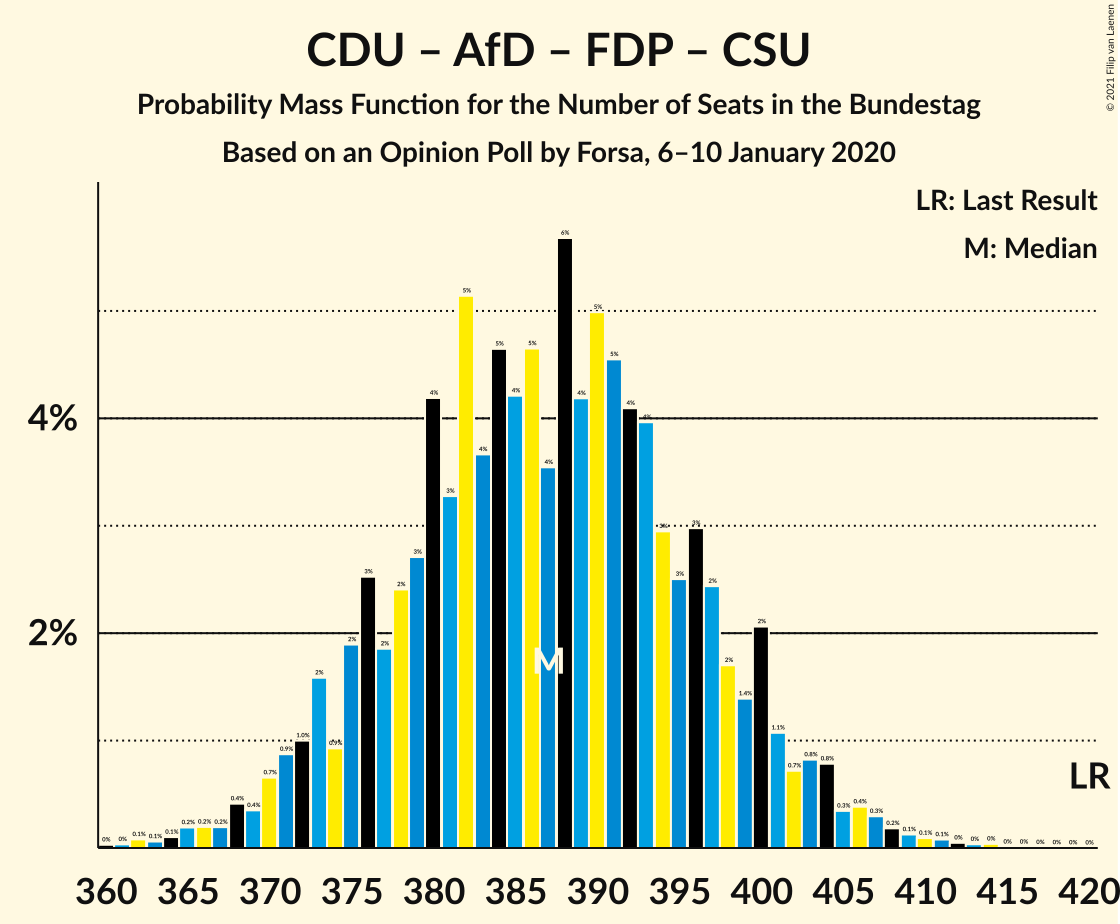 CDU – AfD – FDP – CSU
Probability Mass Function for the Number of Seats in the Bundestag
Based on an Opinion Poll by Forsa, 6–10 January 2020
© 2021 Filip van Laenen
LR: Last Result
M: Median
4%
2%
0% 0% 0.1% 0.1% 0.1% 0.2% 0.2% 0.2% 0.4% 0.4% 0.7% 0.9% 1.0% 2% 0.9% 2% 3% 2% 2% 3% 4% 3% 5% 4% 5% 4% 5% 4% 6% 4% 5% 5% 4% 4% 3% 3% 3% 2% 2% 1.4% 2% 1.1% 0.7% 0.8% 0.8% 0.3% 0.4% 0.3% 0.2% 0.1% 0.1% 0.1% 0% 0% 0% 0% 0% 0% 0% 0% 0%
M
LR
360 365 370 375 380 385 390 395 400 405 410 415 420